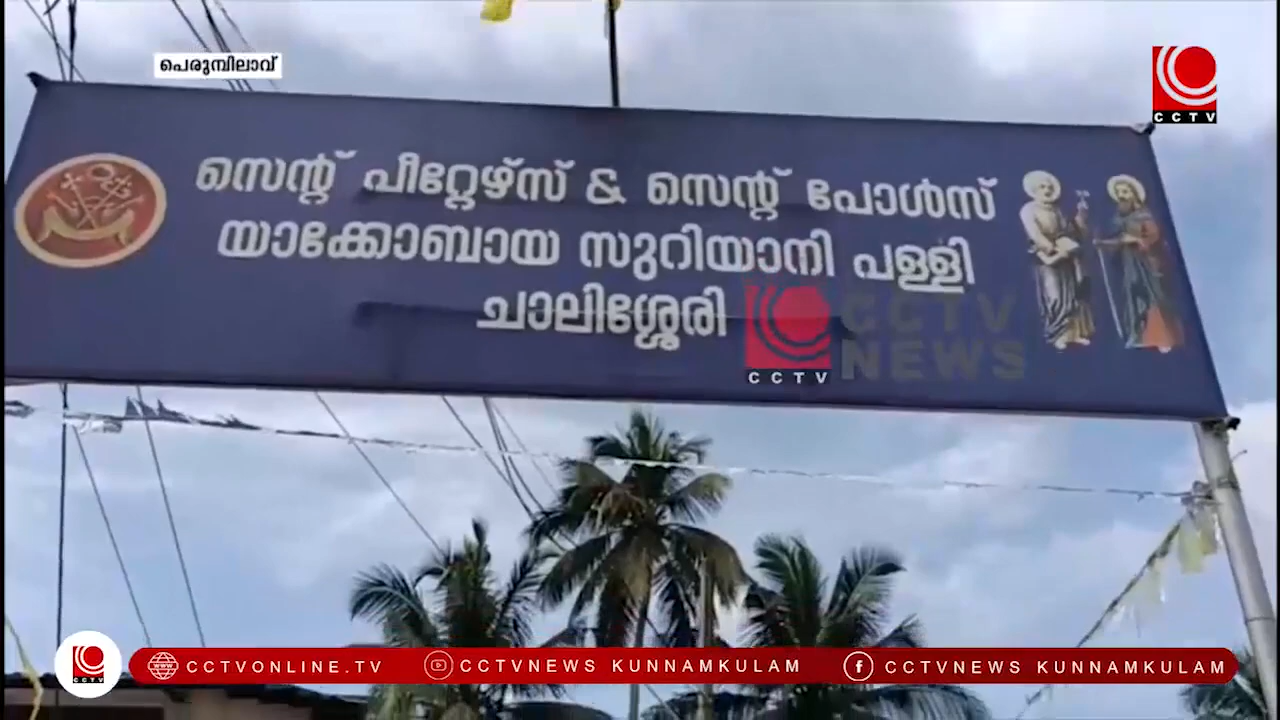 പെരുമ്പിലാവ്
CCTV
സെന്റ് പീറ്റേഴ്സ് & സെന്റ് പോൾസ്
യാക്കോബായ സുറിയാനി പള്ളി
ചാലിശ്ശേരി
CCTV
CCTV
NEWS
CCTV
CCTVONLINE.TV
CCTVNEWS KUNNAMKULAM
CCTVNEWS KUNNAMKULAM